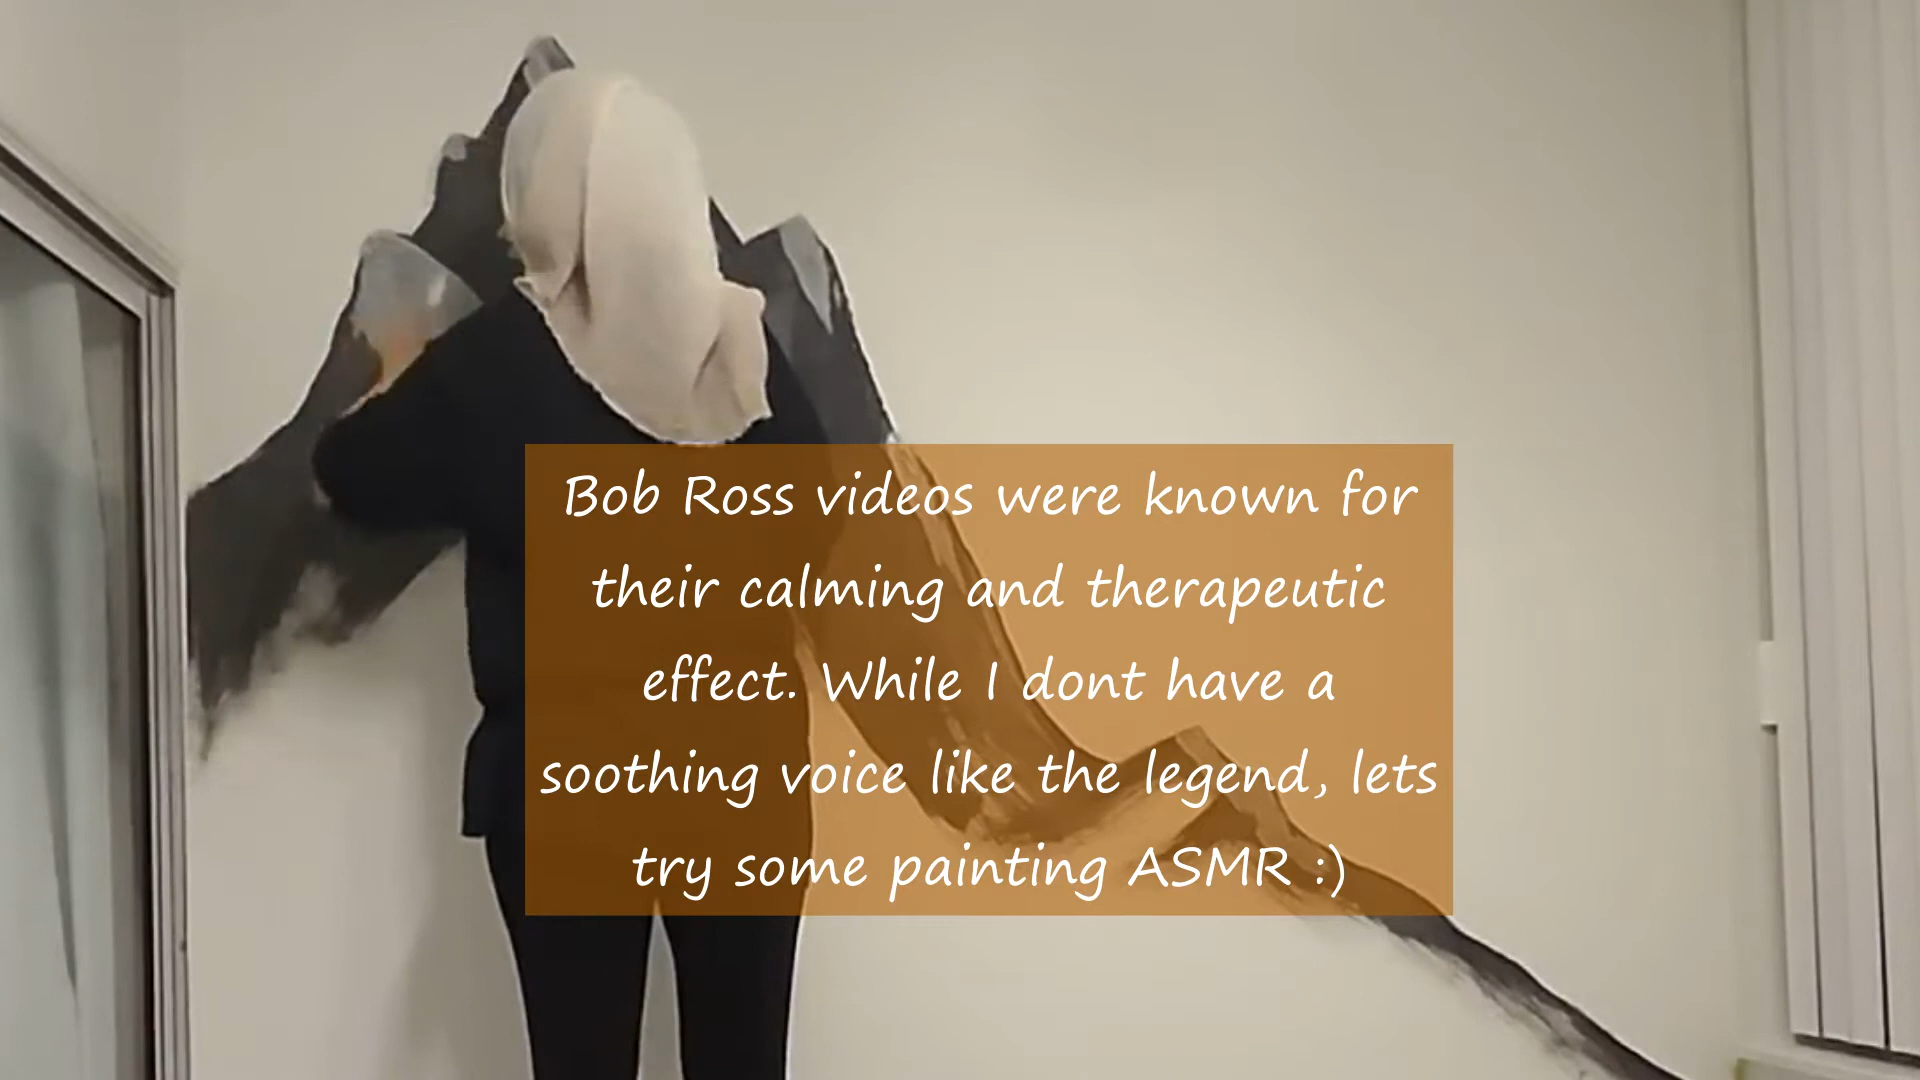 Bob Ross videos were known for
their calming and therapeutic
effect. While I dont have a
soothing voice like the legend, lets
try some painting ASMR :)